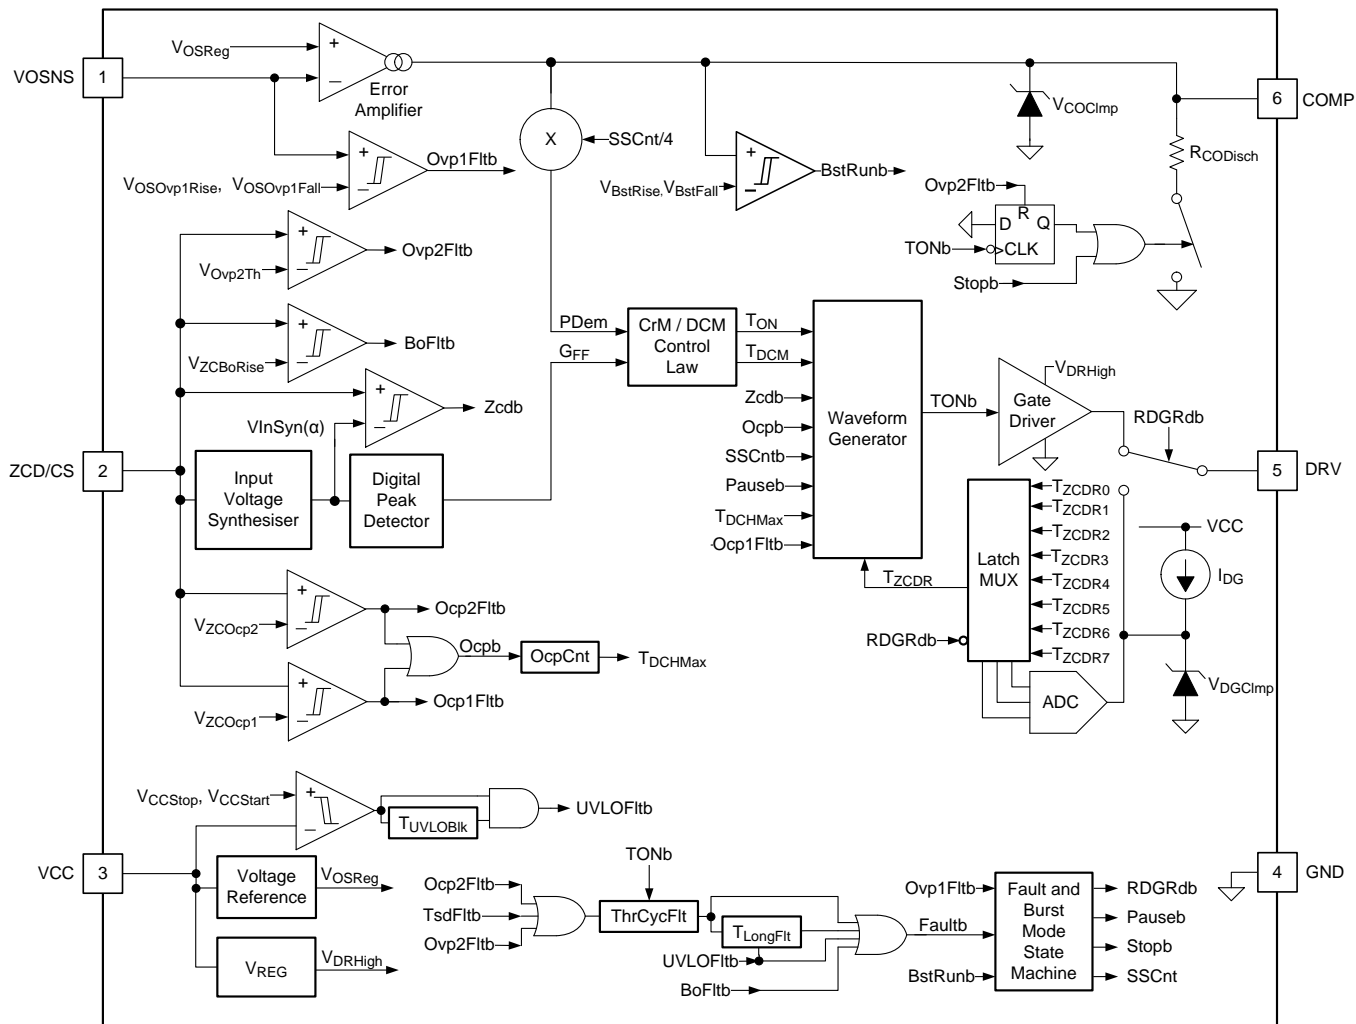 VOSNS
1
VOSReg
+
−
Error
Amplifier
X
SSCnt/4
VCOClmp
6
COMP
RCODisch
+
−
Ovp1Fltb
VOSOvp1Rise, VOSOvp1Fall
+
−
BstRunb
VBstRise,VBstFall
Ovp2Fltb
R
D
Q
TONb
CLK
Stopb
+
−
Ovp2Fltb
VOvp2Th
+
−
BoFltb
VZCBoRise
+
−
Zcdb
VInSyn(α)
ZCD/CS
2
Input
Voltage
Synthesiser
Digital
Peak
Detector
PDem
GFF
CrM / DCM
Control
Law
TON
TDCM
Zcdb
Ocpb
SSCntb
Pauseb
TDCHMax
Ocp1Fltb
Waveform
Generator
TONb
VDRHigh
Gate
Driver
RDGRdb
5
DRV
TZCDR
Latch
MUX
RDGRdb
TZCDR0
TZCDR1
TZCDR2
TZCDR3
TZCDR4
TZCDR5
TZCDR6
TZCDR7
ADC
VCC
IDG
VDGClmp
+
−
Ocp2Fltb
VZCOcp2
Ocpb
OcpCnt
TDCHMax
+
−
Ocp1Fltb
VZCOcp1
VCCStop, VCCStart
+
−
TUVLOBlk
UVLOFltb
VCC
3
Voltage
Reference
VOSReg
VREG
VDRHigh
TONb
Ocp2Fltb
TsdFltb
Ovp2Fltb
ThrCycFlt
TLongFlt
UVLOFltb
BoFltb
Faultb
Ovp1Fltb
BstRunb
Fault and
Burst
Mode
State
Machine
RDGRdb
Pauseb
Stopb
SSCnt
4
GND